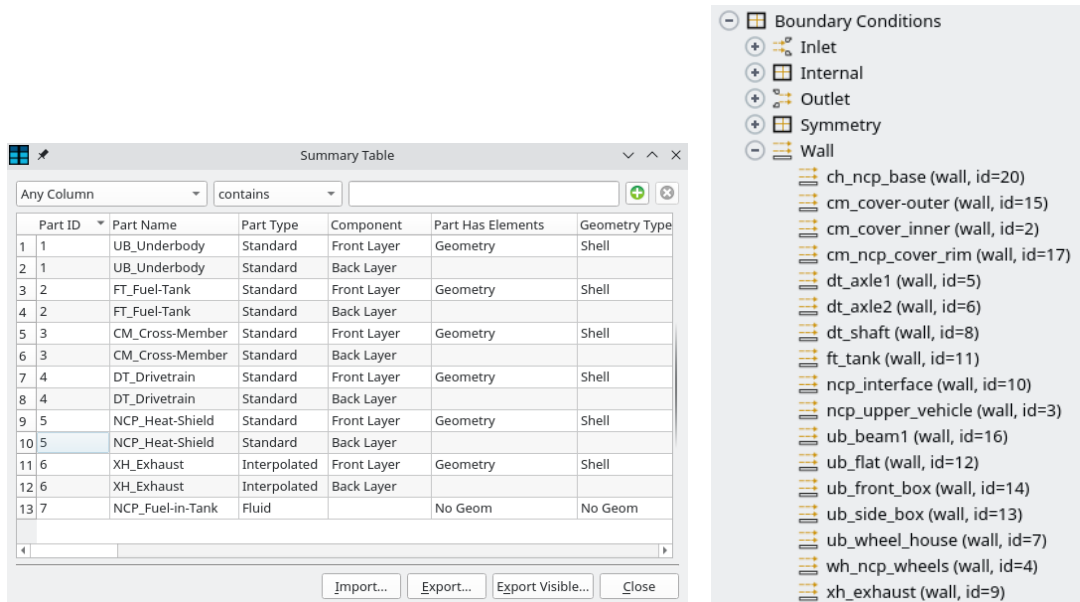 Summary Table
Any Column contains
Part ID Part Name Part Type Component Part Has Elements Geometry Type
1 1 UB_Underbody Standard Front Layer Geometry Shell
2 1 UB_Underbody Standard Back Layer
3 2 FT_Fuel-Tank Standard Front Layer Geometry Shell
4 2 FT_Fuel-Tank Standard Back Layer
5 3 CM_Cross-Member Standard Front Layer Geometry Shell
6 3 CM_Cross-Member Standard Back Layer
7 4 DT_Drivetrain Standard Front Layer Geometry Shell
8 4 DT_Drivetrain Standard Back Layer
9 5 NCP_Heat-Shield Standard Front Layer Geometry Shell
10 5 NCP_Heat-Shield Standard Back Layer
11 6 XH_Exhaust Interpolated Front Layer Geometry Shell
12 6 XH_Exhaust Interpolated Back Layer
13 7 NCP_Fuel-in-Tank Fluid No Geom No Geom
Import... Export... Export Visible... Close
Boundary Conditions
Inlet
Internal
Outlet
Symmetry
Wall
ch_ncp_base (wall, id=20)
cm_cover-outer (wall, id=15)
cm_cover_inner (wall, id=2)
cm_ncp_cover_rim (wall, id=17)
dt_axle1 (wall, id=5)
dt_axle2 (wall, id=6)
dt_shaft (wall, id=8)
ft_tank (wall, id=11)
ncp_interface (wall, id=10)
ncp_upper_vehicle (wall, id=3)
ub_beam1 (wall, id=16)
ub_flat (wall, id=12)
ub_front_box (wall, id=14)
ub_side_box (wall, id=13)
ub_wheel_house (wall, id=7)
wh_ncp_wheels (wall, id=4)
xh_exhaust (wall, id=9)